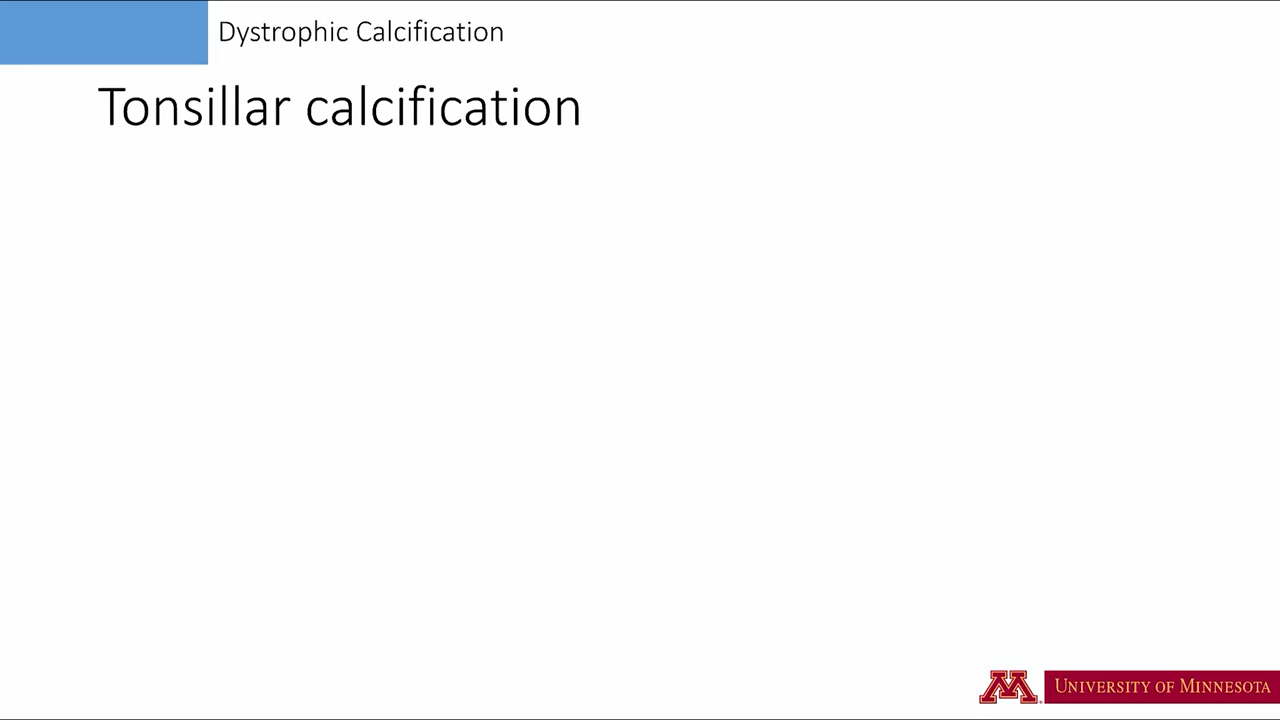 Dystrophic Calcification
Tonsillar calcification
M
UNIVERSITY OF MINNESOTA